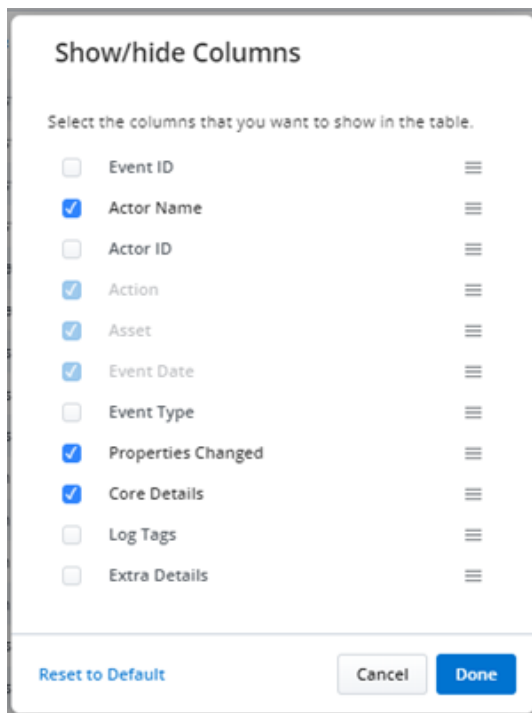 Show/hide Columns
Select the columns that you want to show in the table.
Event ID
Actor Name
Actor ID
Action
Asset
Event Date
Event Type
Properties Changed
Core Details
Log Tags
Extra Details
Reset to Default
Cancel
Done